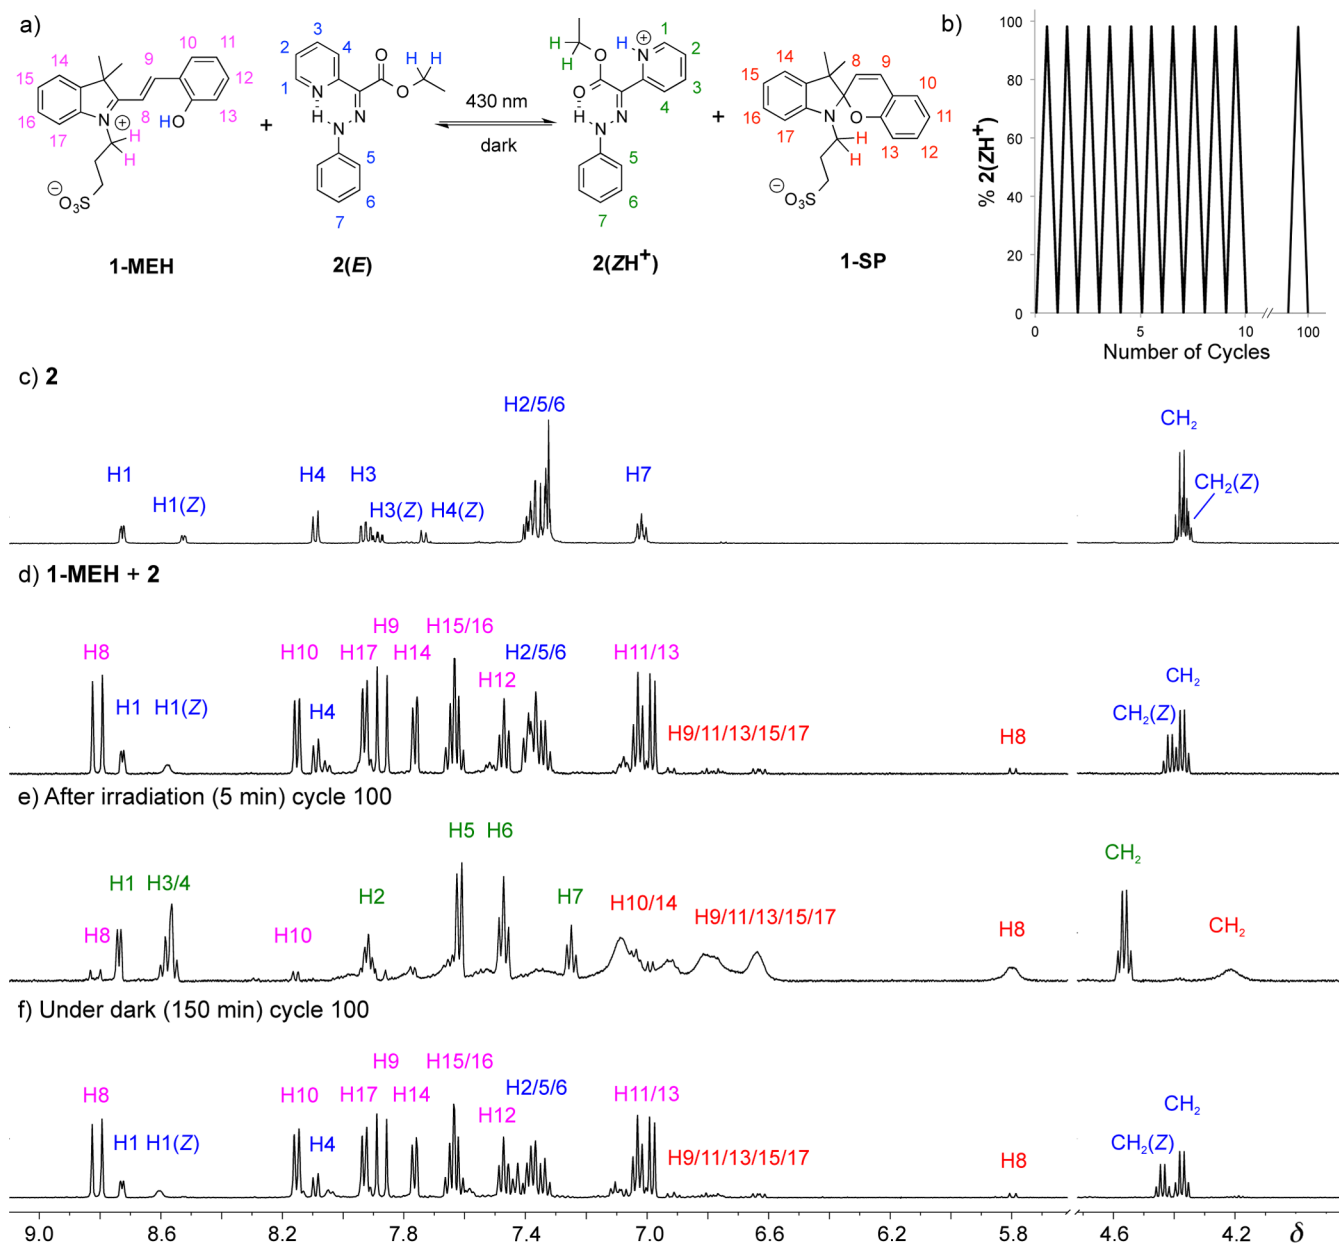 a)
b)
3
2
4
1
O
O
H
H
N
H
N
N
5
6
7
9
10
11
14
15
8
12
16
N
HO
13
17
H
H
O3S
+
430 nm
dark
H
H
O
O
H
N
1
2
3
4
H
N
N
5
6
7
+
14
8
9
15
10
16
N
O
11
17
H
13
12
H
O3S
1-MEH
2(E)
2(ZH+)
1-SP
% 2(ZH+)
100
80
60
40
20
0
0
5
10
100
Number of Cycles
c) 2
H1
H1(Z)
H4
H3
H3(Z)
H4(Z)
H2/5/6
H7
CH2
CH2(Z)
d) 1-MEH + 2
H8
H1
H1(Z)
H10
H4
H17
H9
H14
H15/16
H12
H2/5/6
H11/13
H9/11/13/15/17
H8
CH2(Z)
CH2
e) After irradiation (5 min) cycle 100
H8
H1
H3/4
H10
H2
H5
H6
H7
H10/14
H9/11/13/15/17
H8
CH2
CH2
f) Under dark (150 min) cycle 100
H8
H1
H1(Z)
H10
H4
H17
H9
H14
H15/16
H12
H2/5/6
H11/13
H9/11/13/15/17
H8
CH2(Z)
CH2
9.0
8.6
8.2
7.8
7.4
7.0
6.6
6.2
5.8
4.6
4.2
δ